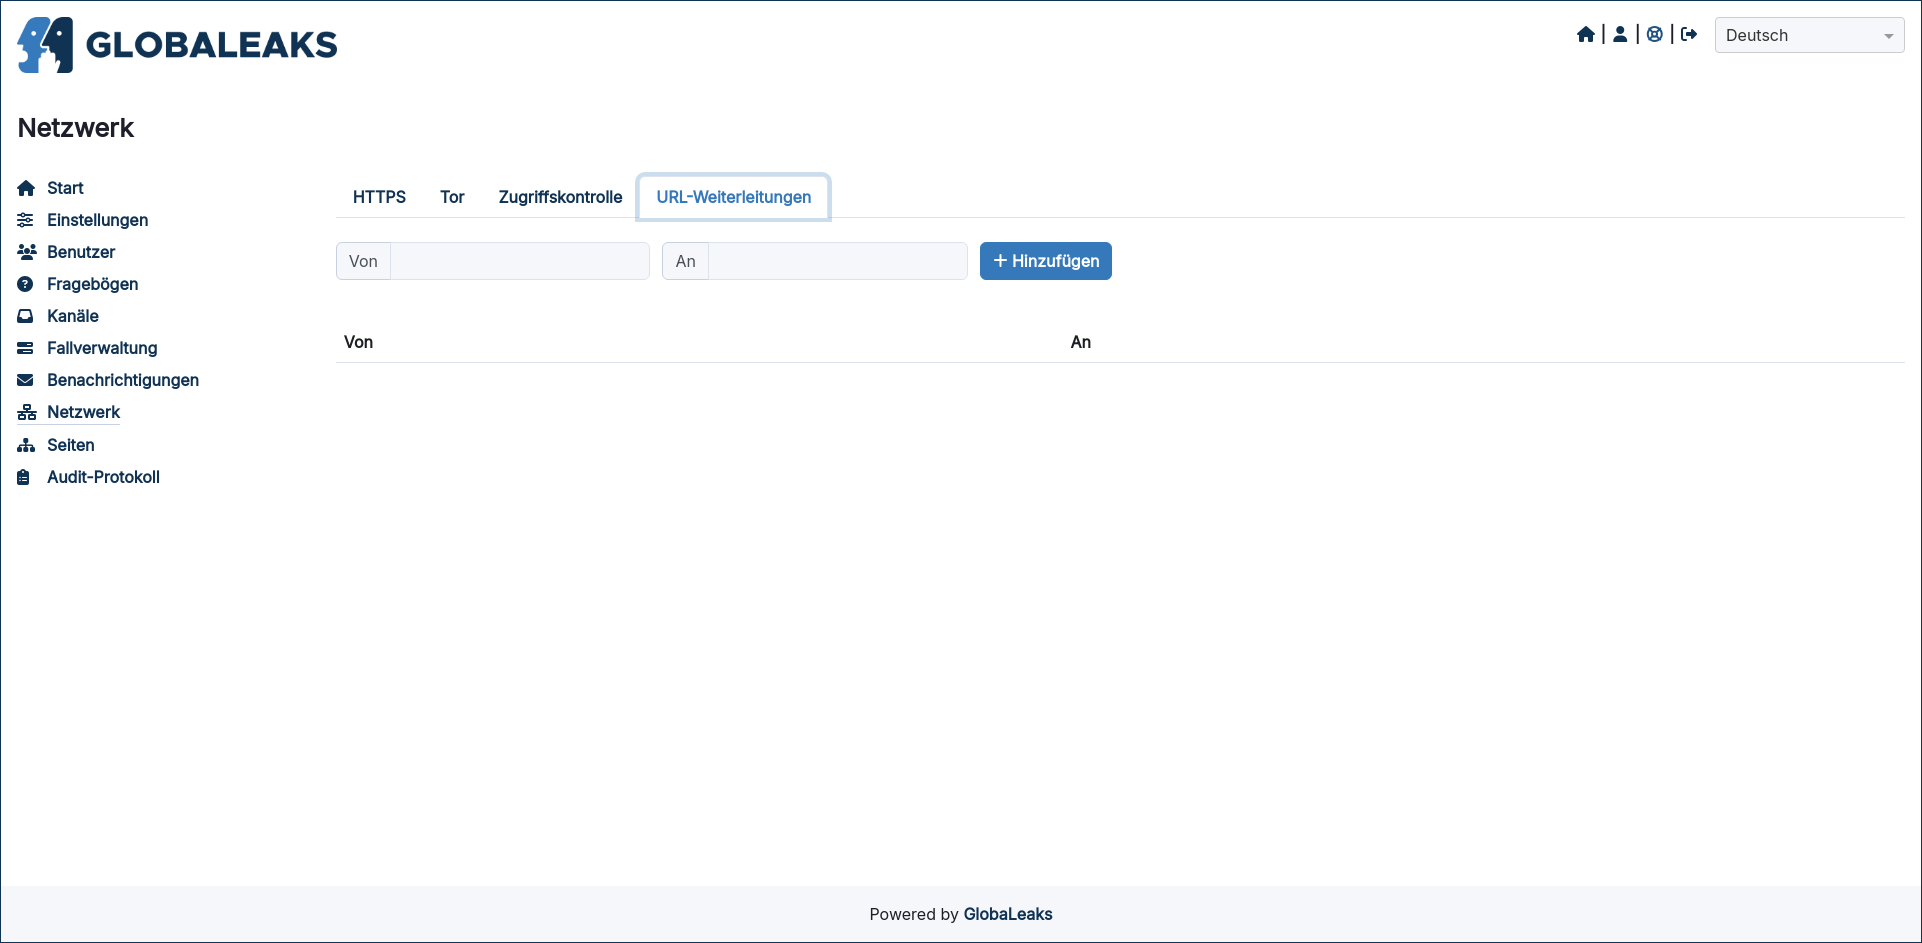 GLOBALEAKS
Deutsch
Netzwerk
Start
Einstellungen
Benutzer
Fragebögen
Kanäle
Fallverwaltung
Benachrichtigungen
Netzwerk
Seiten
Audit-Protokoll
HTTPS Tor Zugriffskontrolle URL-Weiterleitungen
Von An Hinzufügen
Von An
Powered by GlobaLeaks